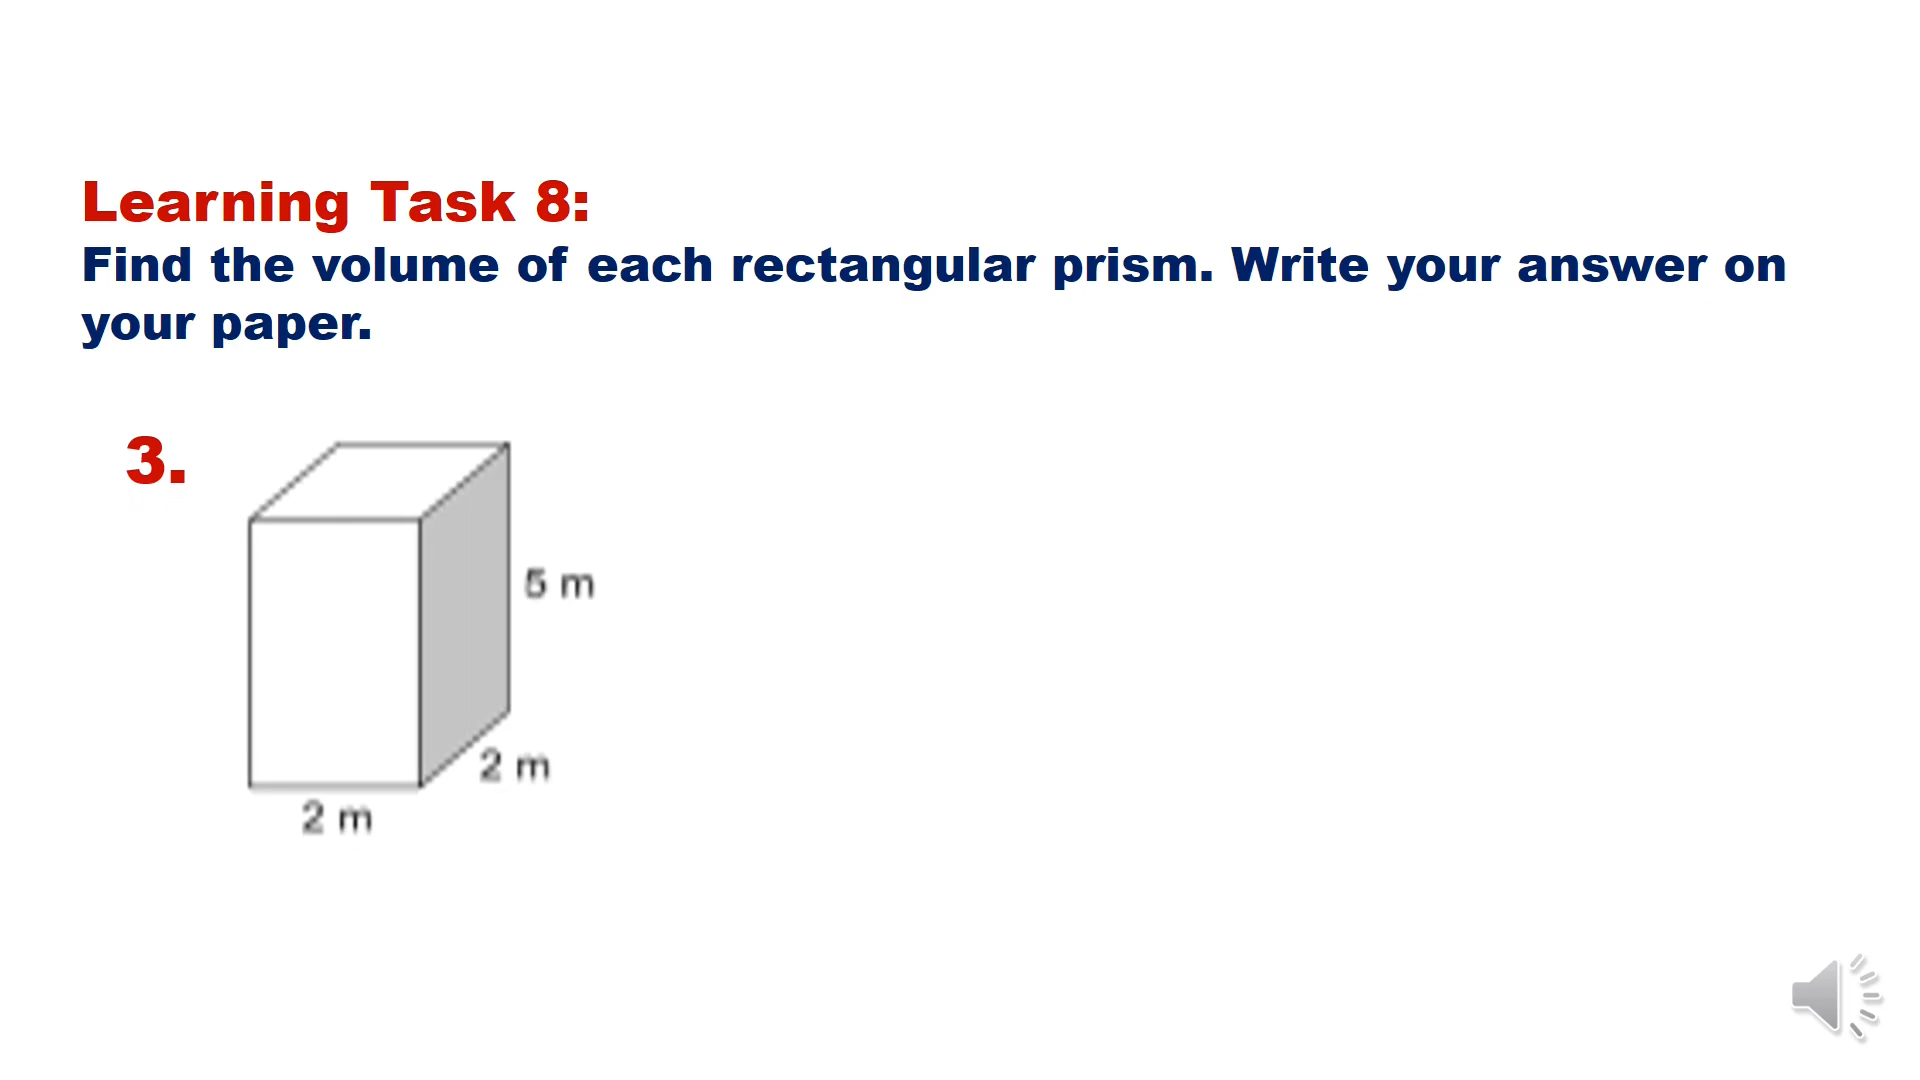 Learning Task 8:
Find the volume of each rectangular prism. Write your answer on
your paper.
3.
5 m
2 m
2 m